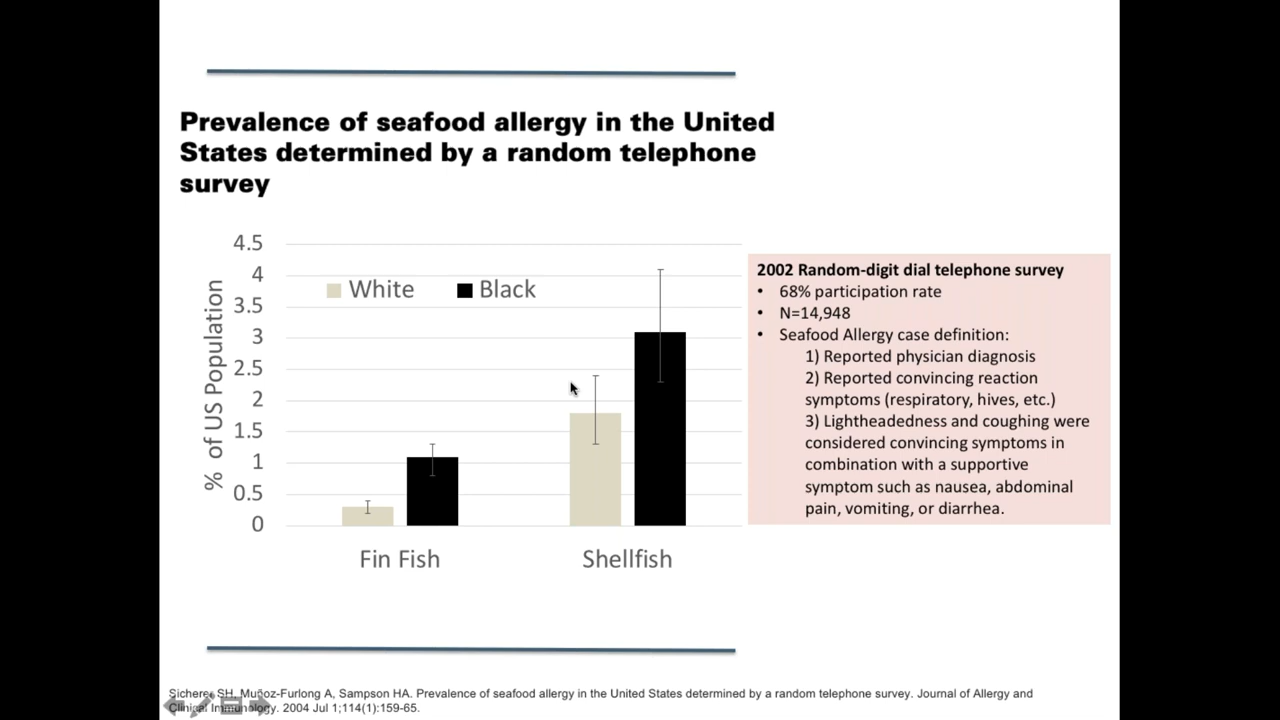 Prevalence of seafood allergy in the United
States determined by a random telephone
survey
4.5
4
3.5
3
2.5
2
1.5
1
0.5
0
% of US Population
White
Black
Fin Fish
Shellfish
2002 Random-digit dial telephone survey
• 68% participation rate
• N=14,948
• Seafood Allergy case definition:
1) Reported physician diagnosis
2) Reported convincing reaction
symptoms (respiratory, hives, etc.)
3) Lightheadedness and coughing were
considered convincing symptoms in
combination with a supportive
symptom such as nausea, abdominal
pain, vomiting, or diarrhea.
Sicherer SH, Muñoz-Furlong A, Sampson HA. Prevalence of seafood allergy in the United States determined by a random telephone survey. Journal of Allergy and
Clinical Immunology. 2004 Jul 1;114(1):159-65.